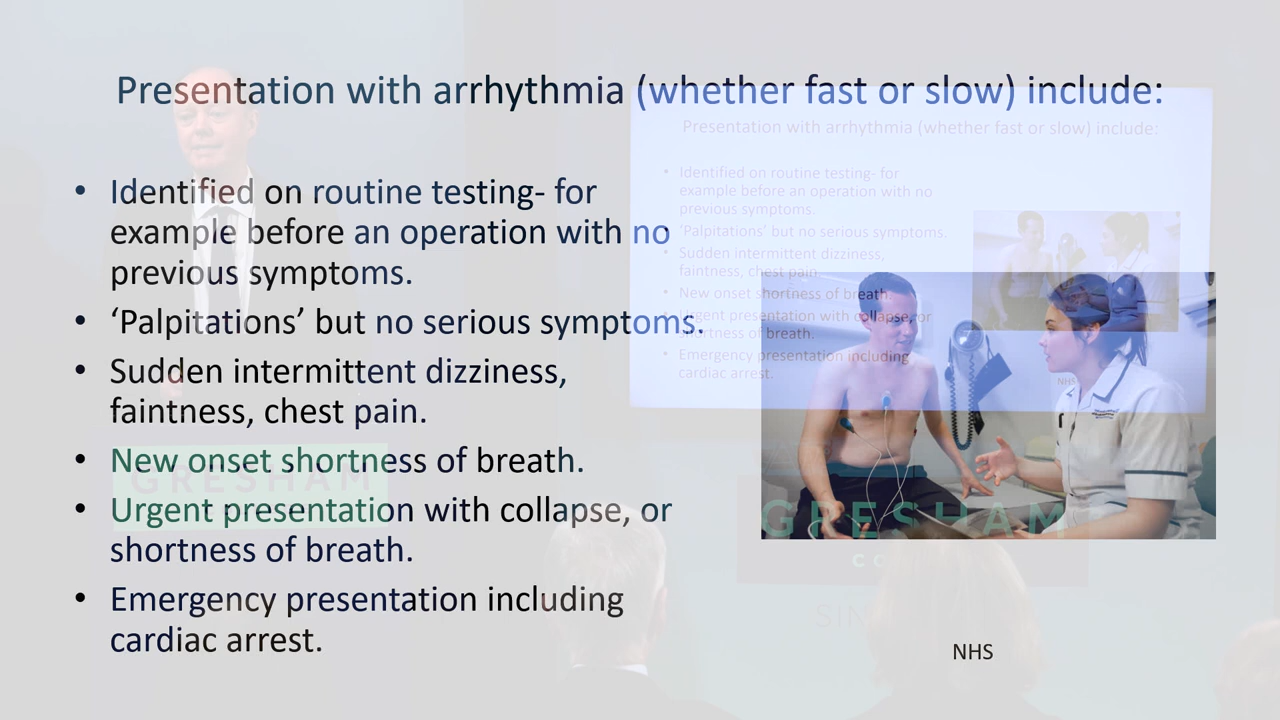 Presentation with arrhythmia (whether fast or slow) include:
• Identified on routine testing- for
example before an operation with no
previous symptoms.
• ‘Palpitations’ but no serious symptoms.
• Sudden intermittent dizziness,
faintness, chest pain.
• New onset shortness of breath.
• Urgent presentation with collapse, or
shortness of breath.
• Emergency presentation including
cardiac arrest.
NHS
Presentation with arrhythmia (whether fast or slow) include:
• Identified on routine testing- for
example before an operation with no
previous symptoms.
• ‘Palpitations’ but no serious symptoms.
• Sudden intermittent dizziness,
faintness, chest pain.
• New onset shortness of breath.
• Urgent presentation with collapse, or
shortness of breath.
• Emergency presentation including
cardiac arrest.
NHS
GRESHAM
GRESHAM